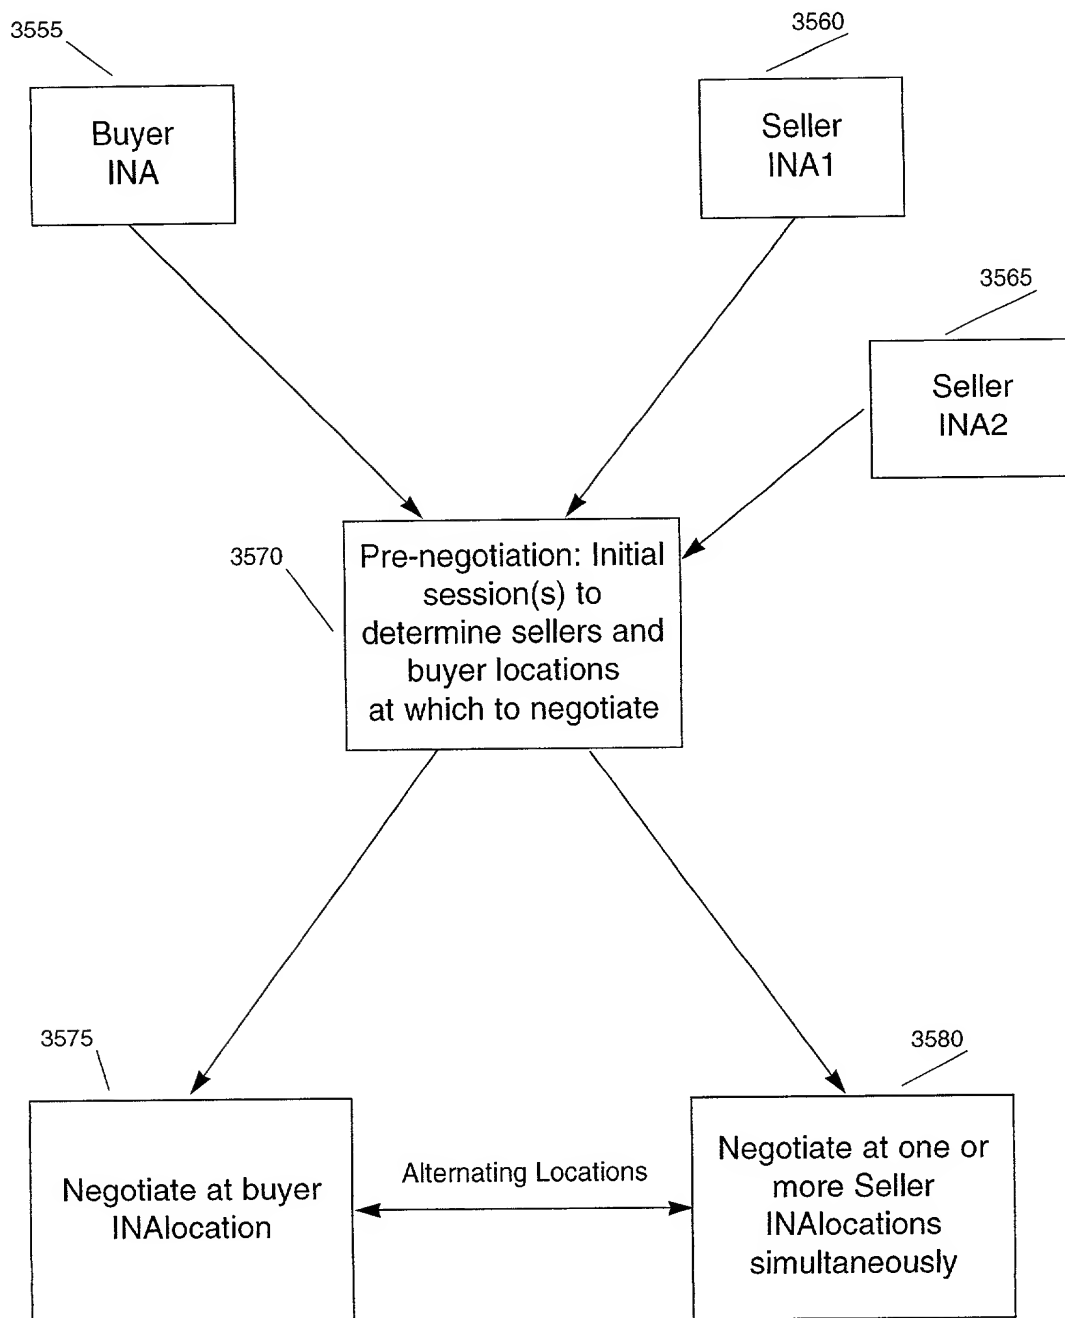 3555
3560
Buyer
INA
Seller
INA1
3565
Seller
INA2
3570
Pre-negotiation: Initial
session(s) to
determine sellers and
buyer locations
at which to negotiate
3575
3580
Negotiate at buyer
INAlocation
Alternating Locations
Negotiate at one or
more Seller
INAlocations
simultaneously